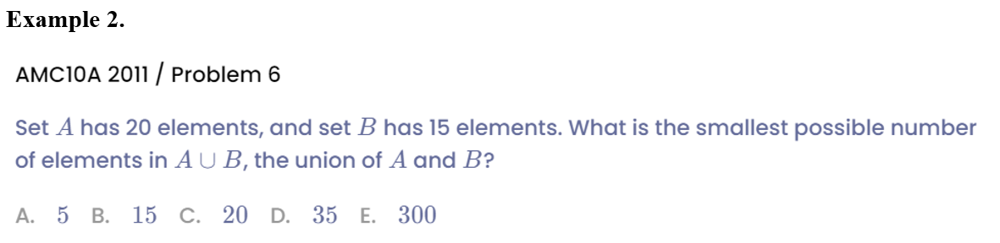 Example 2.
AMC10A 2011 / Problem 6
Set A has 20 elements, and set B has 15 elements. What is the smallest possible number
of elements in A ∪ B, the union of A and B?
A. 5 B. 15 C. 20 D. 35 E. 300